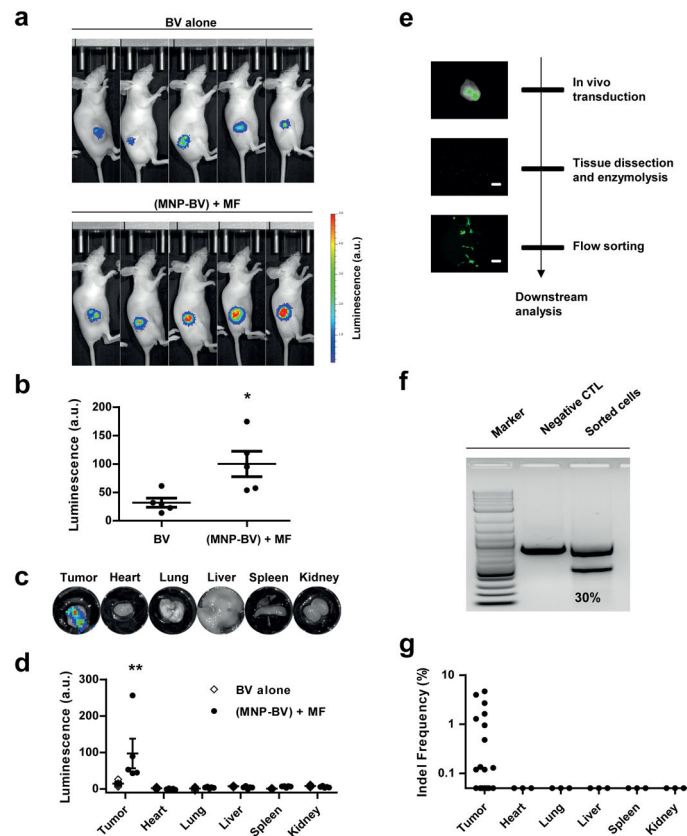 a
BV alone
(MNP-BV) + MF
Luminescence (a.u.)
b
Luminescence (a.u.)
200
150
100
50
0
*
BV
(MNP-BV) + MF
c
Tumor Heart Lung Liver Spleen Kidney
d
Luminescence (a.u.)
300
200
100
0
**
BV alone
(MNP-BV) + MF
Tumor
Heart
Lung
Liver
Spleen
Kidney
e
In vivo
transduction
Tissue dissection
and enzymolysis
Flow sorting
Downstream
analysis
f
Marker
Negative CTL
Sorted cells
30%
g
Indel Frequency (%)
10
1
0.1
Tumor
Heart
Lung
Liver
Spleen
Kidney